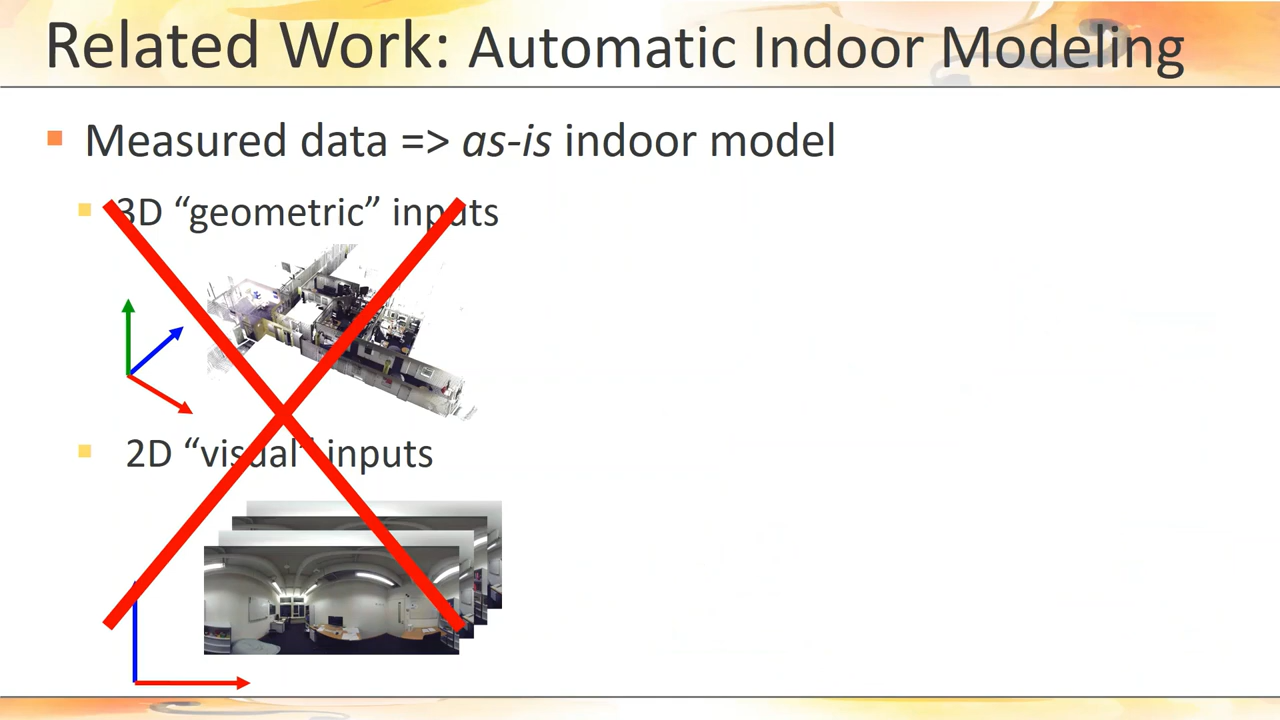 Related Work: Automatic Indoor Modeling
Measured data => as-is indoor model
3D “geometric” inputs
2D “visual” inputs